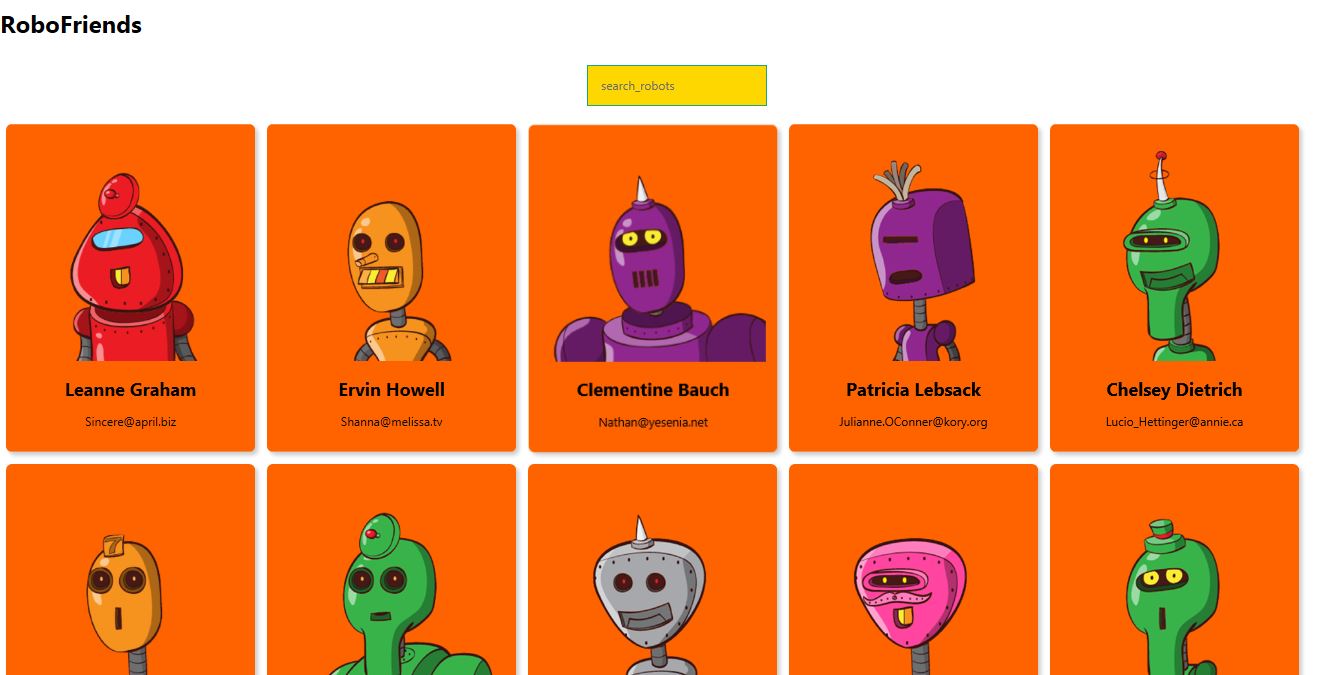 RoboFriends
search_robots
Leanne Graham
Sincere@april.biz
Ervin Howell
Shanna@melissa.tv
Clementine Bauch
Nathan@yesenia.net
Patricia Lebsack
Julianne.OConner@kory.org
Chelsey Dietrich
Lucio_Hettinger@annie.ca
7